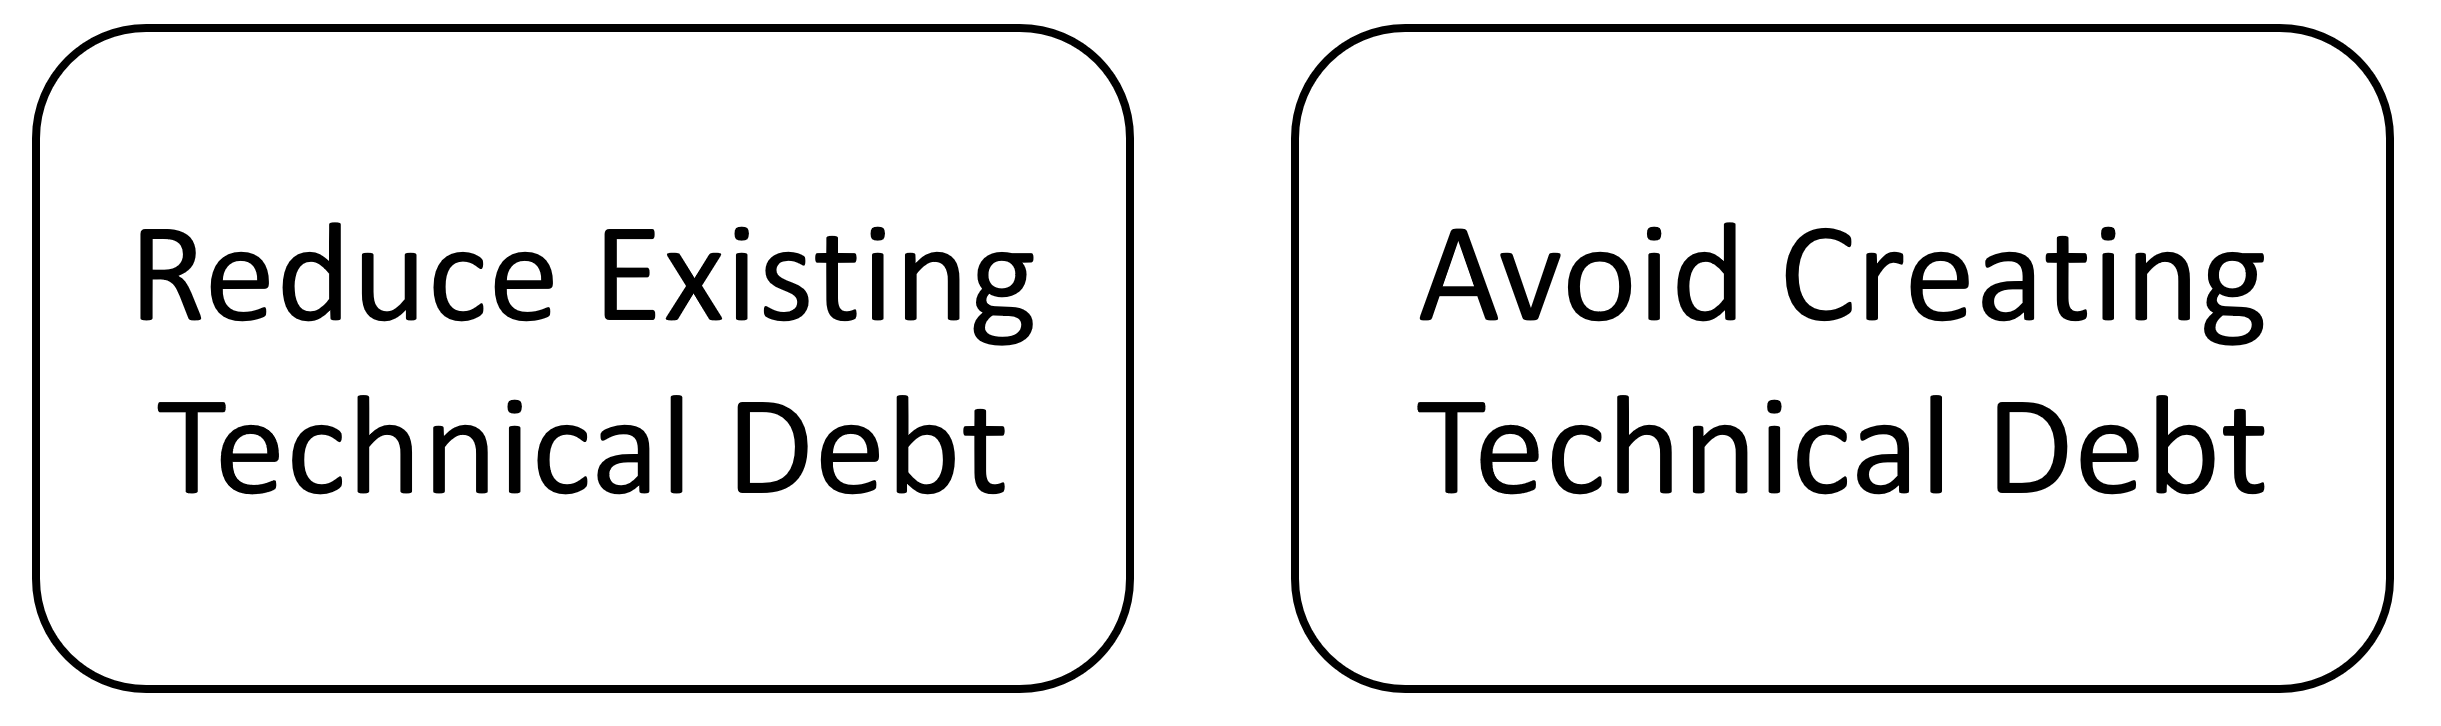 Reduce Existing
Technical Debt
Avoid Creating
Technical Debt